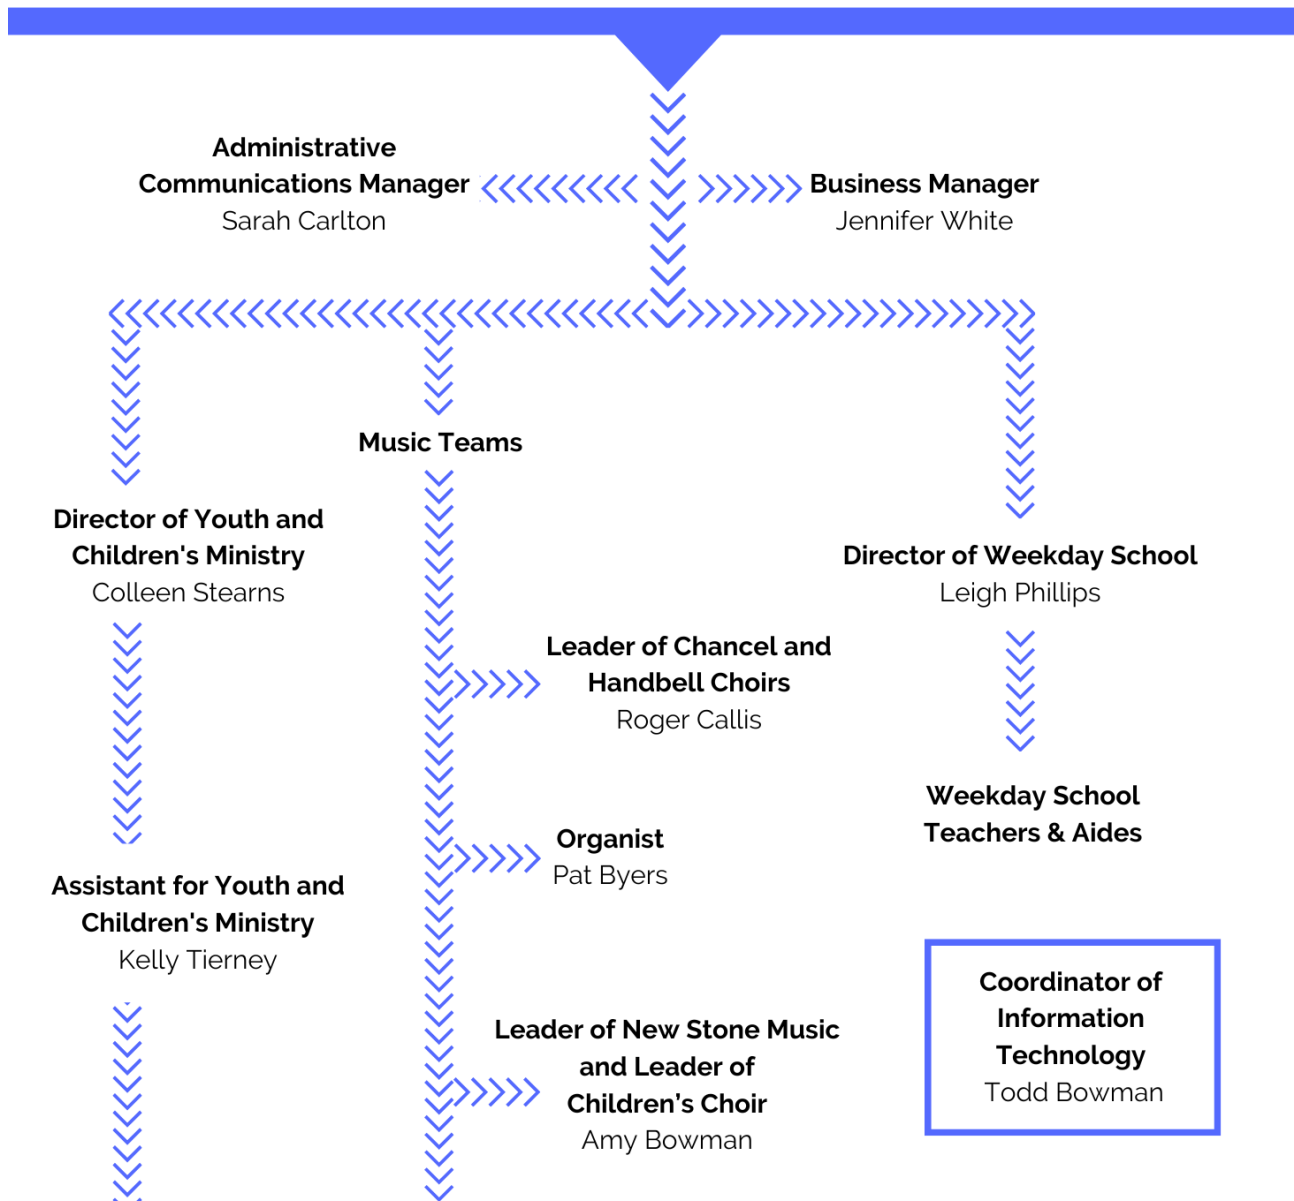 Administrative
Communications Manager
Sarah Carlton
Business Manager
Jennifer White
Music Teams
Director of Youth and
Children's Ministry
Colleen Stearns
Director of Weekday School
Leigh Phillips
Leader of Chancel and
Handbell Choirs
Roger Callis
Weekday School
Teachers & Aides
Organist
Pat Byers
Assistant for Youth and
Children's Ministry
Kelly Tierney
Coordinator of
Information
Technology
Todd Bowman
Leader of New Stone Music
and Leader of
Children’s Choir
Amy Bowman